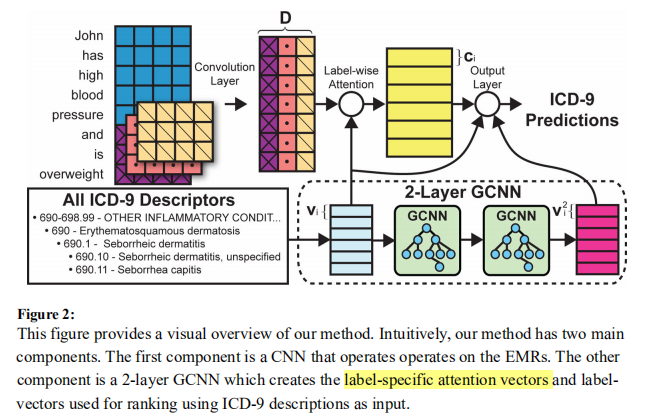 John
has
high
blood
pressure
and
is
overweight
Convolution
Layer
D
Label-wise
Attention
ci
Output
Layer
ICD-9
Predictions
All ICD-9 Descriptors
• 690-698.99 - OTHER INFLAMMATORY CONDIT...
• 690 - Erythematosquamous dermatosis
• 690.1 - Seborrheic dermatitis
• 690.10 - Seborrheic dermatitis, unspecified
• 690.11 - Seborrhea capitis
2-Layer GCNN
vi
GCNN
GCNN
v²i
Figure 2:
This figure provides a visual overview of our method. Intuitively, our method has two main
components. The first component is a CNN that operates operates on the EMRs. The other
component is a 2-layer GCNN which creates the label-specific attention vectors and label-
vectors used for ranking using ICD-9 descriptions as input.